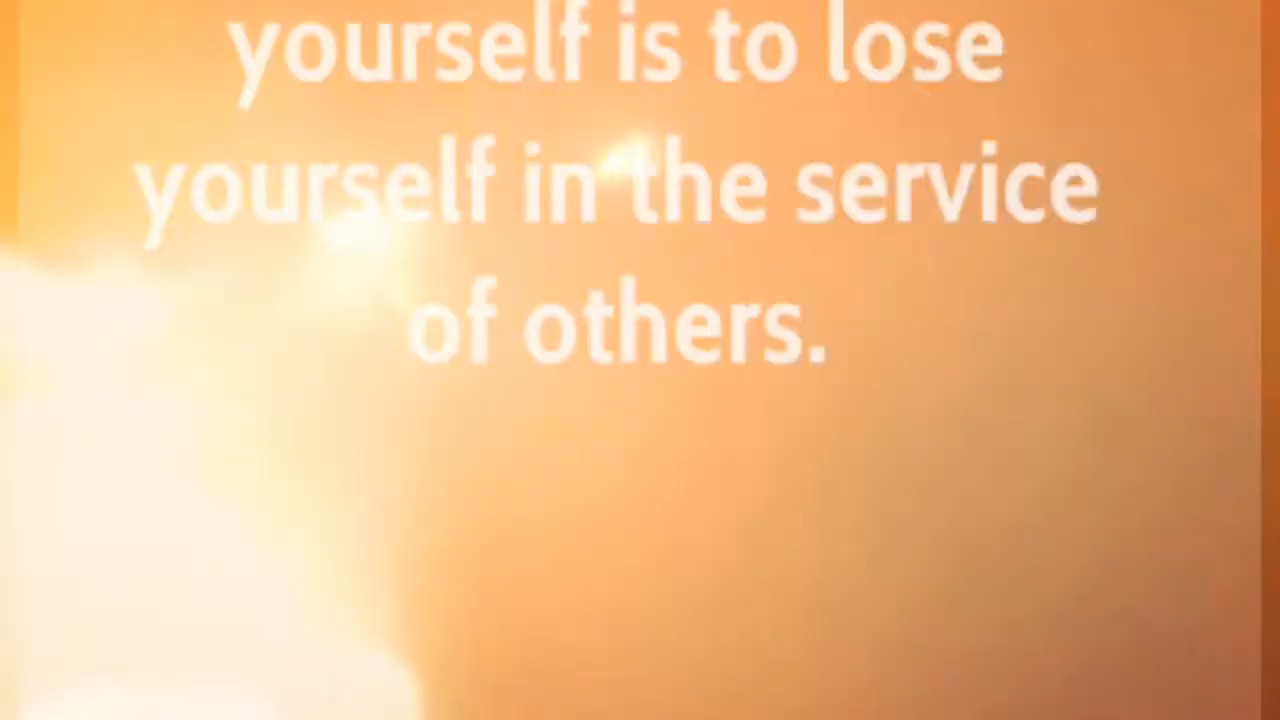 yourself is to lose
yourself in the service
of others.